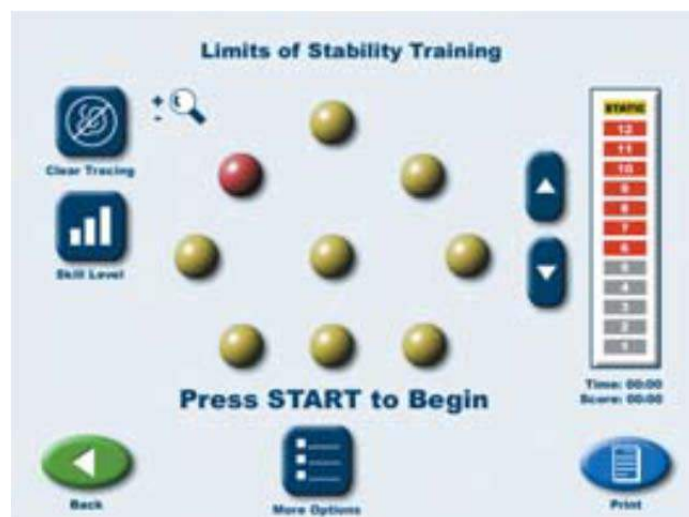 Limits of Stability Training
+
-
Clear Tracing
Skill Level
STATIC
12
11
10
9
8
7
6
5
4
3
2
1
Time: 00:00
Score: 00:00
Press START to Begin
Back
More Options
Print